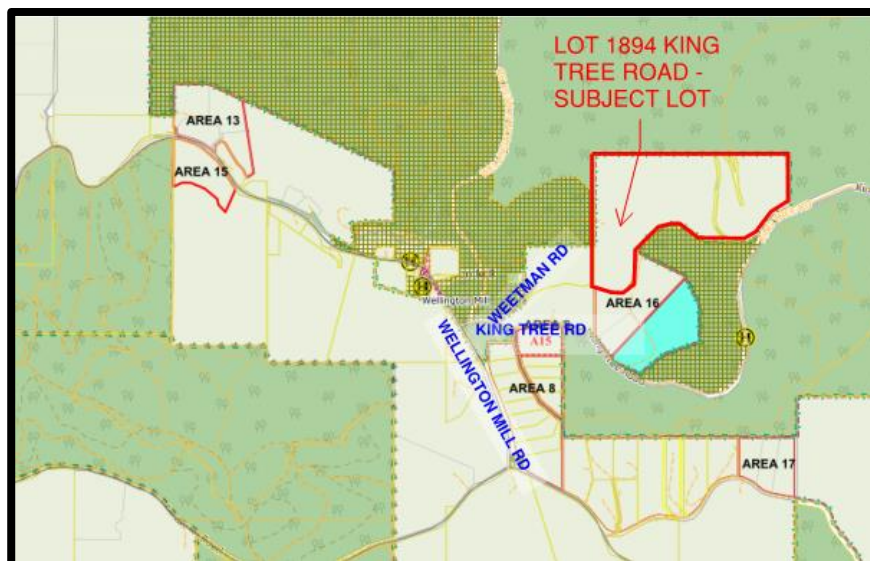 LOT 1894 KING
TREE ROAD -
SUBJECT LOT
AREA 13
AREA 15
H
WEETMAN RD
AREA 16
H
Wellington Mill
KING TREE RD
A15
H
WELLINGTON MILL RD
AREA 8
AREA 17